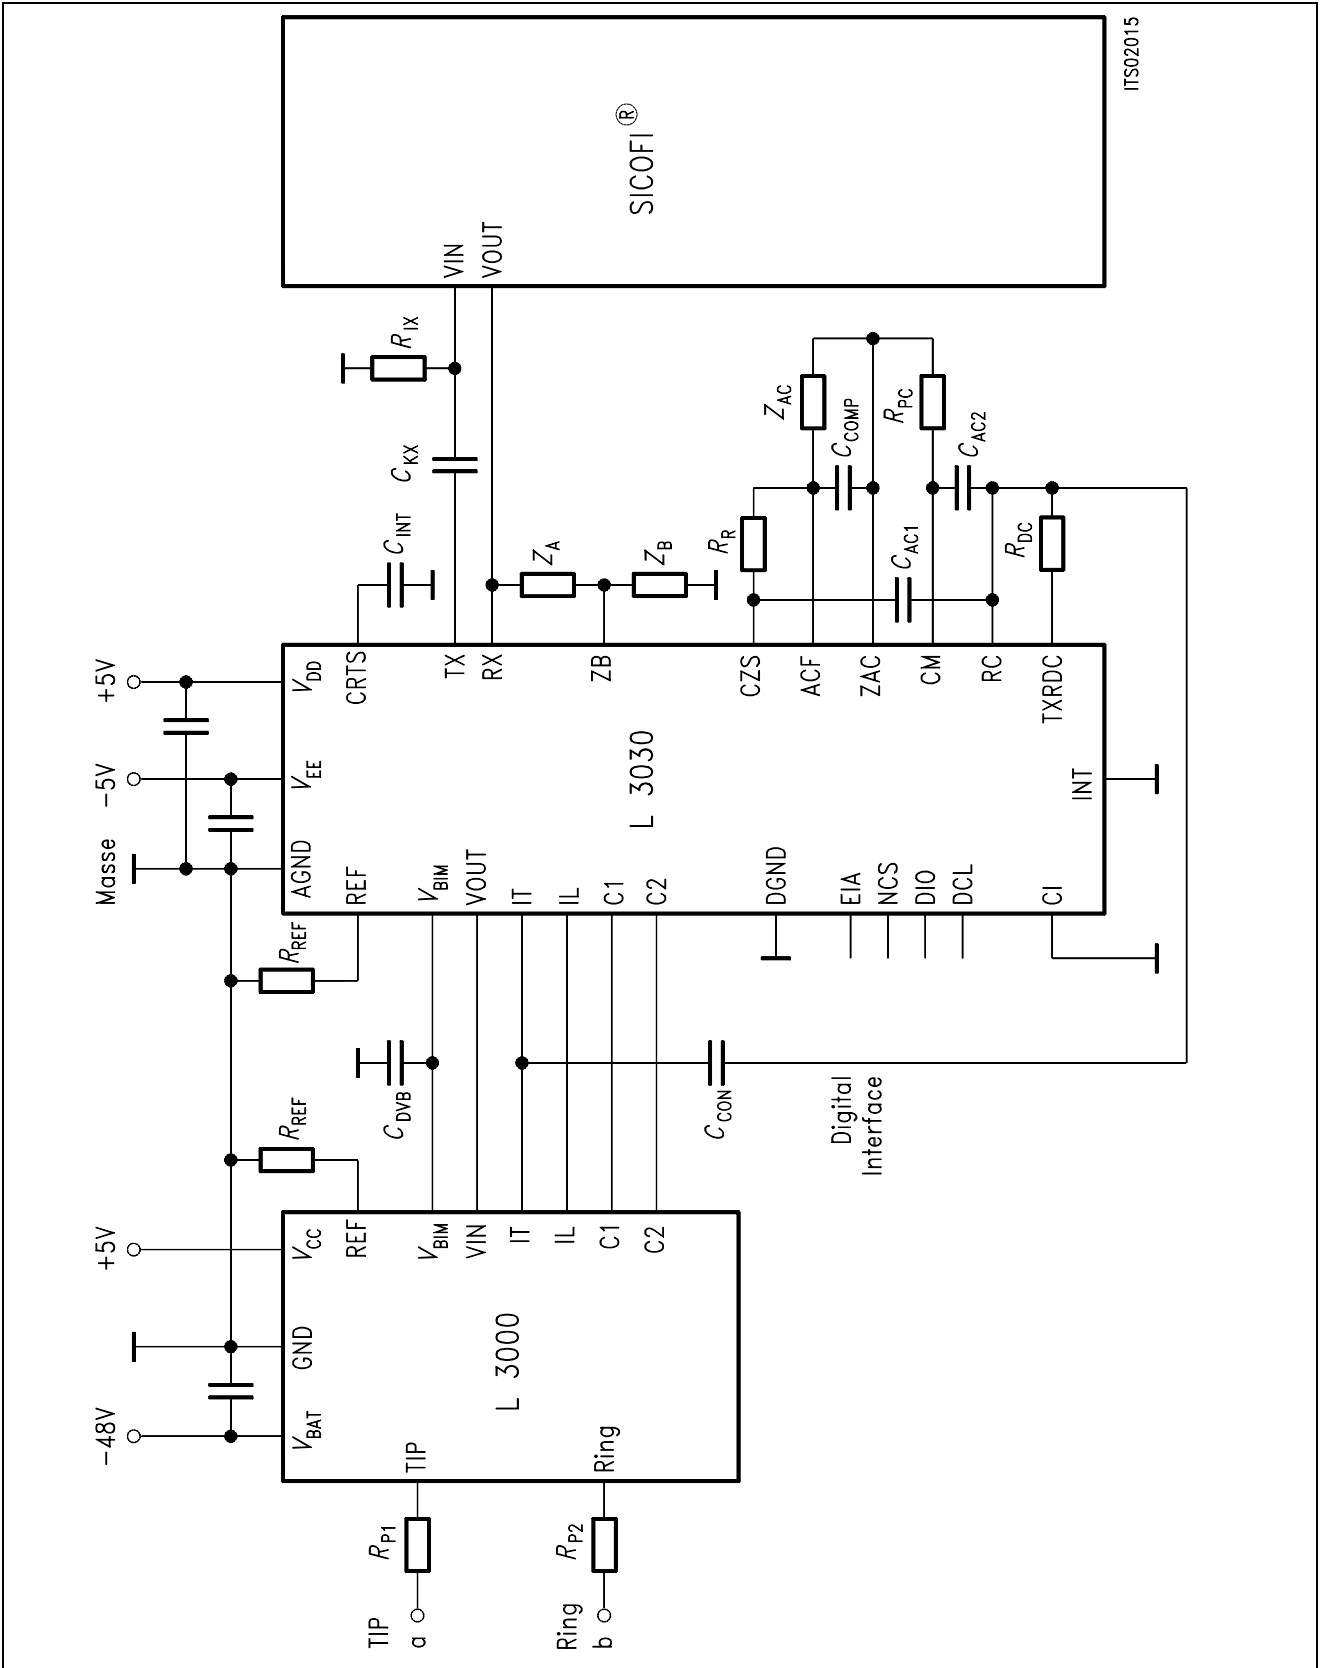 -48V
+5V
Masse
-5V
+5V
V_BAT
GND
V_CC
REF
V_BIM
VIN
IT
IL
C1
C2
L 3000
TIP
Ring
R_P1
R_P2
TIP
a
Ring
b
R_REF
R_REF
C_DVB
C_CON
Digital
Interface
AGND
V_EE
V_DD
REF
V_BIM
VOUT
IT
IL
C1
C2
DGND
EIA
NCS
DIO
DCL
CI
INT
L 3030
CRTS
TX
RX
ZB
CZS
ACF
ZAC
CM
RC
TXRDC
C_INT
C_KX
R_IX
Z_A
Z_B
R_R
C_AC1
Z_AC
C_COMP
R_PC
C_AC2
R_DC
VIN
VOUT
SICOFI®
ITS02015